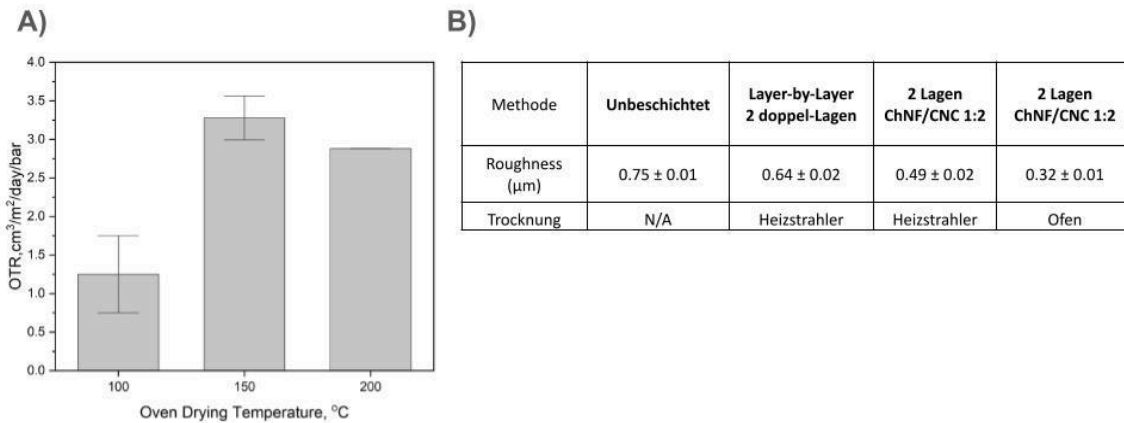 A)
B)
4.0
3.5
3.0
2.5
2.0
1.5
1.0
0.5
0.0
OTR,cm³/m²/day/bar
100 150 200
Oven Drying Temperature, °C
Methode Unbeschichtet Layer-by-Layer 2 Lagen 2 Lagen
2 doppel-Lagen ChNF/CNC 1:2 ChNF/CNC 1:2
Roughness
(μm) 0.75 ± 0.01 0.64 ± 0.02 0.49 ± 0.02 0.32 ± 0.01
Trocknung N/A Heizstrahler Heizstrahler Ofen